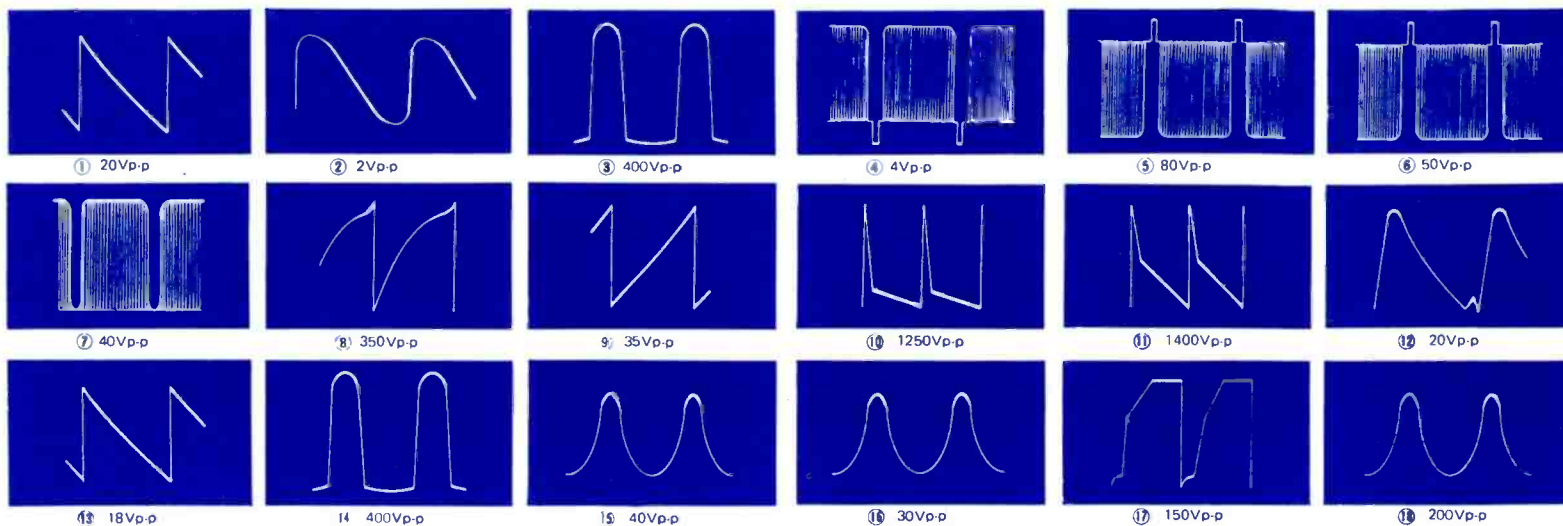 ① 20Vp-p ② 2Vp-p ③ 400Vp-p ④ 4Vp-p ⑤ 80Vp-p ⑥ 50Vp-p
⑦ 40Vp-p ⑧ 350Vp-p ⑨ 35Vp-p ⑩ 1250Vp-p ⑪ 1400Vp-p ⑫ 20Vp-p
⑬ 18Vp-p 14 400Vp-p 15 40Vp-p ⑯ 30Vp-p ⑰ 150Vp-p ⑱ 200Vp-p